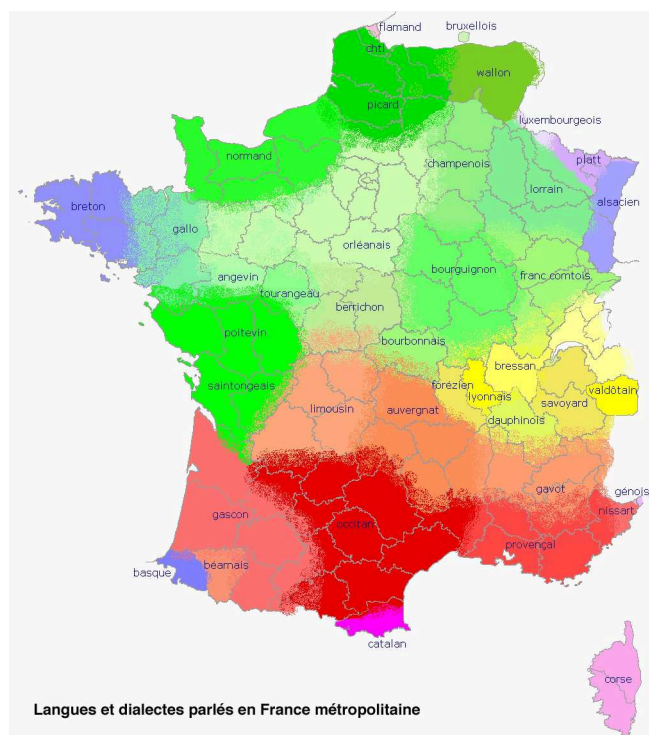 flamand
bruxellois
chti
wallon
picard
luxembourgeois
normand
champenois
platt
lorrain
alsacien
breton
gallo
orléanais
angevin
bourguignon
franc comtois
tourangeau
berrichon
poitevin
bourbonnais
bressan
saintongeais
forézien
valdôtain
lyonnais
savoyard
limousin
auvergnat
dauphinois
gavot
génois
nissart
gascon
occitan
provençal
basque
béarnais
catalan
corse
Langues et dialectes parlés en France métropolitaine